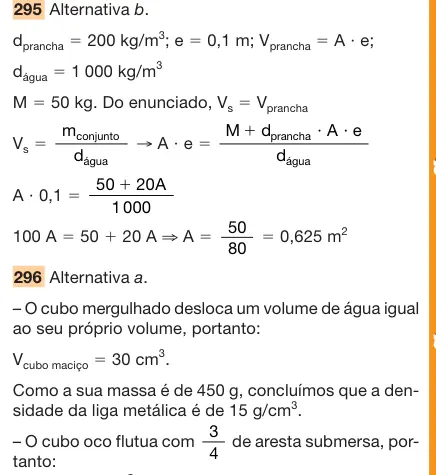 295 Alternativa b.
d_prancha = 200 kg/m³; e = 0,1 m; V_prancha = A · e;
d_água = 1 000 kg/m³
M = 50 kg. Do enunciado, V_s = V_prancha
V_s = m_conjunto / d_água → A · e = (M + d_prancha · A · e) / d_água
A · 0,1 = (50 + 20A) / 1 000
100 A = 50 + 20 A ⇒ A = 50 / 80 = 0,625 m²
296 Alternativa a.
– O cubo mergulhado desloca um volume de água igual
ao seu próprio volume, portanto:
V_cubo maciço = 30 cm³.
Como a sua massa é de 450 g, concluímos que a den-
sidade da liga metálica é de 15 g/cm³.
– O cubo oco flutua com 3/4 de aresta submersa, por-
tanto: